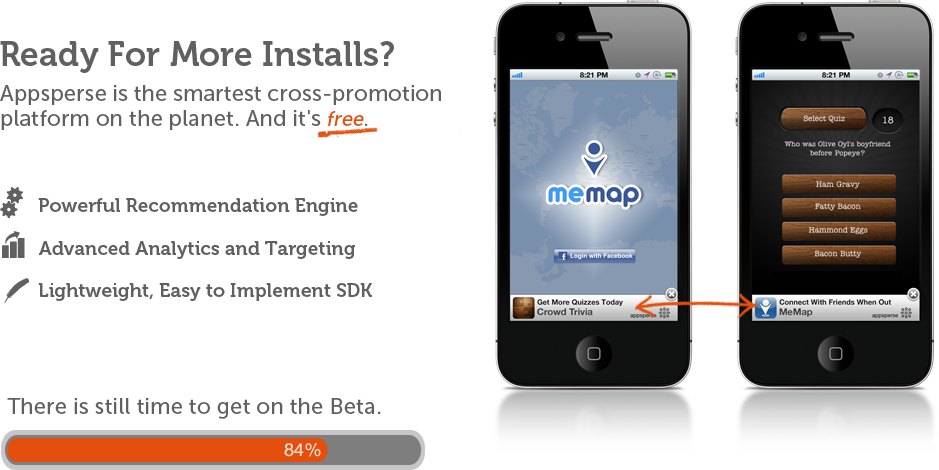 Ready For More Installs?
Appsperse is the smartest cross-promotion
platform on the planet. And it's free.
Powerful Recommendation Engine
Advanced Analytics and Targeting
Lightweight, Easy to Implement SDK
There is still time to get on the Beta.
84%
8:21 PM
memap
f Login with Facebook
Get More Quizzes Today
Crowd Trivia
appsperse
8:21 PM
Select Quiz
18
Who was Olive Oyl's boyfriend
before Popeye?
Ham Gravy
Fatty Bacon
Hammond Eggs
Bacon Butty
Connect With Friends When Out
MeMap
appsperse